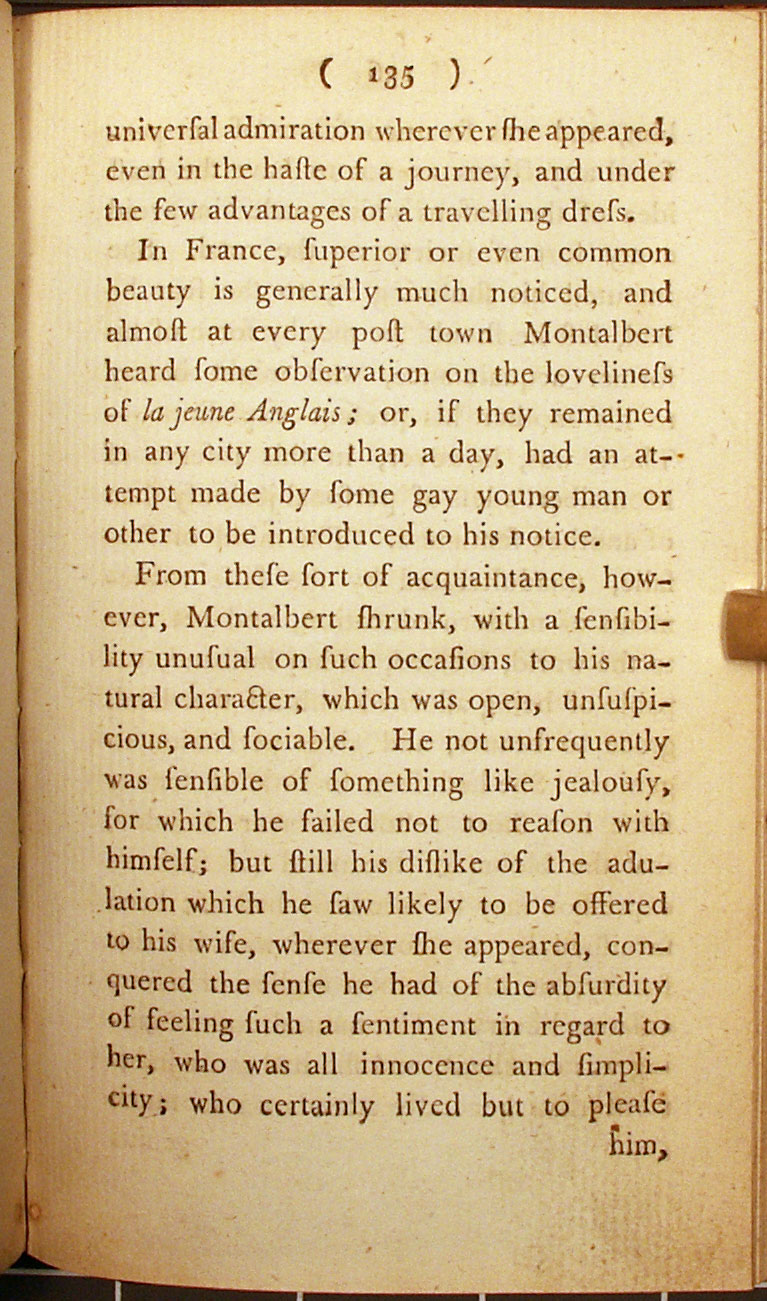 ( 135 )
univerſal admiration wherever ſhe appeared,
even in the haſte of a journey, and under
the few advantages of a travelling dreſs.
In France, ſuperior or even common
beauty is generally much noticed, and
almoſt at every poſt town Montalbert
heard ſome obſervation on the lovelineſs
of la jeune Anglais; or, if they remained
in any city more than a day, had an at-
tempt made by ſome gay young man or
other to be introduced to his notice.
From theſe ſort of acquaintance, how-
ever, Montalbert ſhrunk, with a ſenſibi-
lity unuſual on ſuch occaſions to his na-
tural character, which was open, unſuſpi-
cious, and ſociable. He not unfrequently
was ſenſible of ſomething like jealouſy,
for which he failed not to reaſon with
himſelf; but ſtill his diſlike of the adu-
lation which he ſaw likely to be offered
to his wife, wherever ſhe appeared, con-
quered the ſenſe he had of the abſurdity
of feeling ſuch a ſentiment in regard to
her, who was all innocence and ſimpli-
city; who certainly lived but to pleaſe
him,